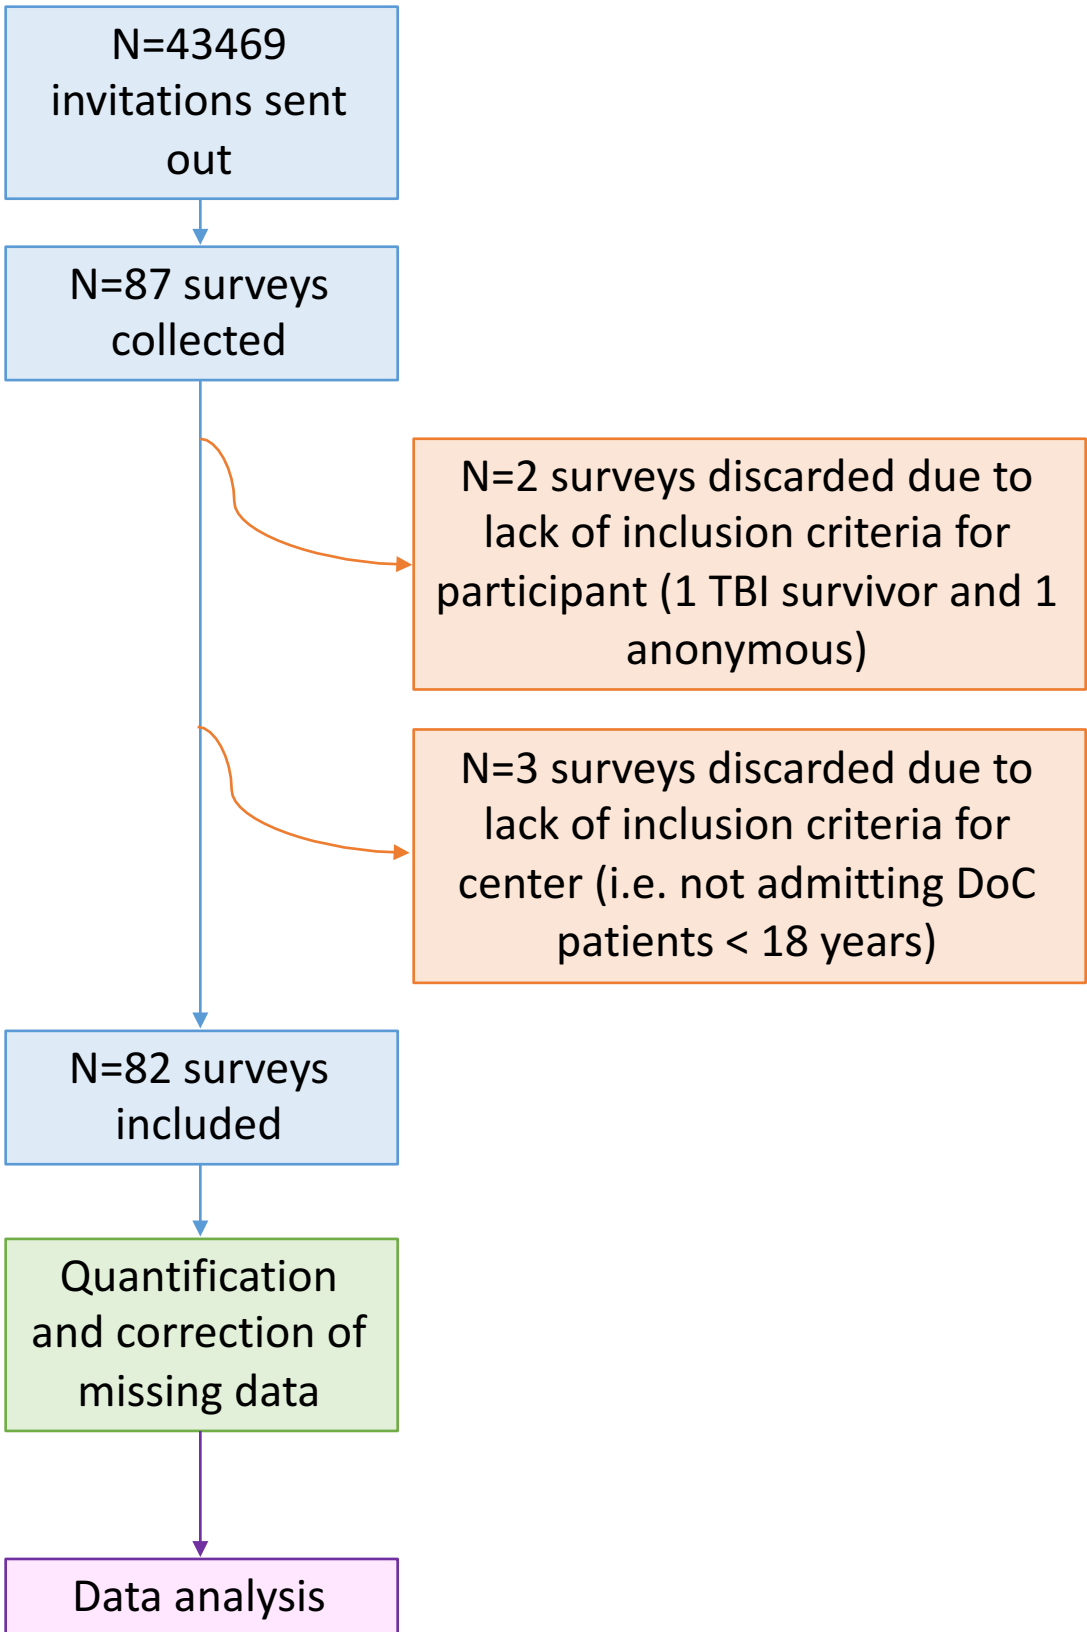 N=43469
invitations sent
out
N=87 surveys
collected
N=2 surveys discarded due to
lack of inclusion criteria for
participant (1 TBI survivor and 1
anonymous)
N=3 surveys discarded due to
lack of inclusion criteria for
center (i.e. not admitting DoC
patients < 18 years)
N=82 surveys
included
Quantification
and correction of
missing data
Data analysis